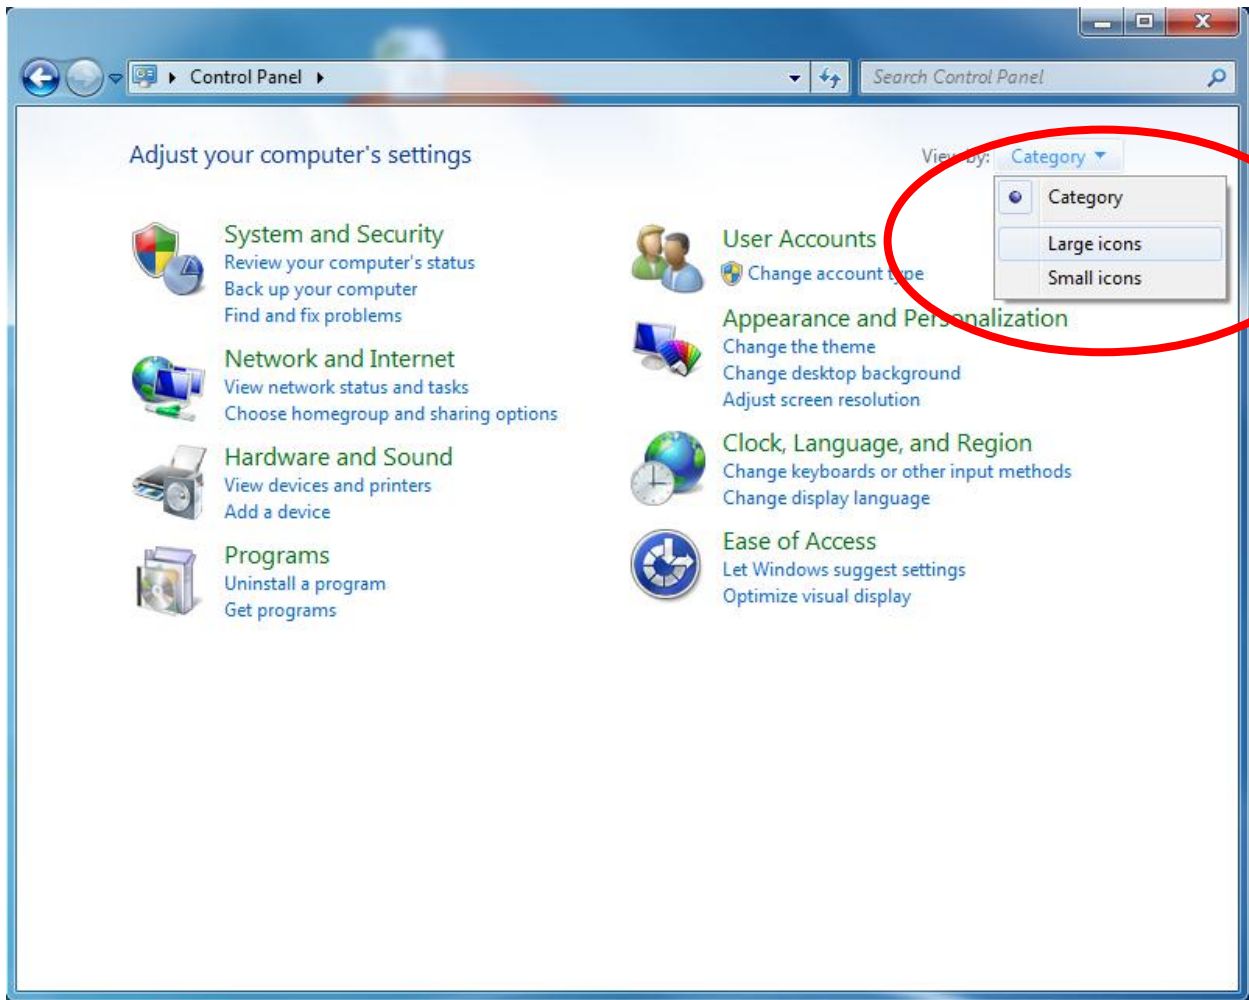 Control Panel
Search Control Panel
Adjust your computer's settings
View by: Category
Category
Large icons
Small icons
System and Security
Review your computer's status
Back up your computer
Find and fix problems
Network and Internet
View network status and tasks
Choose homegroup and sharing options
Hardware and Sound
View devices and printers
Add a device
Programs
Uninstall a program
Get programs
User Accounts
Change account type
Appearance and Personalization
Change the theme
Change desktop background
Adjust screen resolution
Clock, Language, and Region
Change keyboards or other input methods
Change display language
Ease of Access
Let Windows suggest settings
Optimize visual display